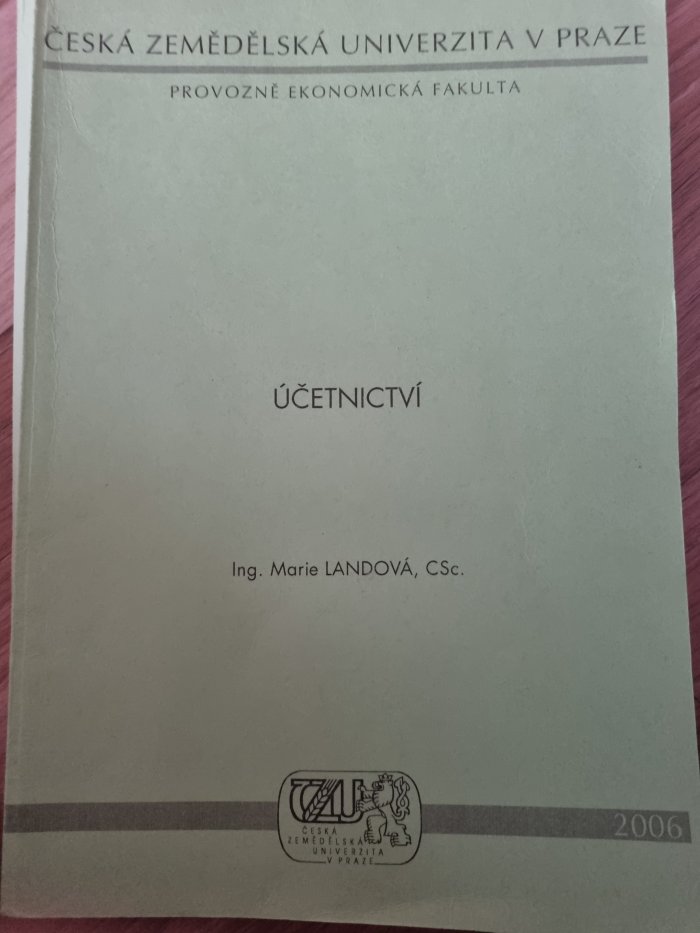 ČESKÁ ZEMĚDĚLSKÁ UNIVERZITA V PRAZE
PROVOZNĚ EKONOMICKÁ FAKULTA
ÚČETNICTVÍ
Ing. Marie LANDOVÁ, CSc.
ČZU
ČESKÁ
ZEMĚDĚLSKÁ
UNIVERZITA
V PRAZE
2006